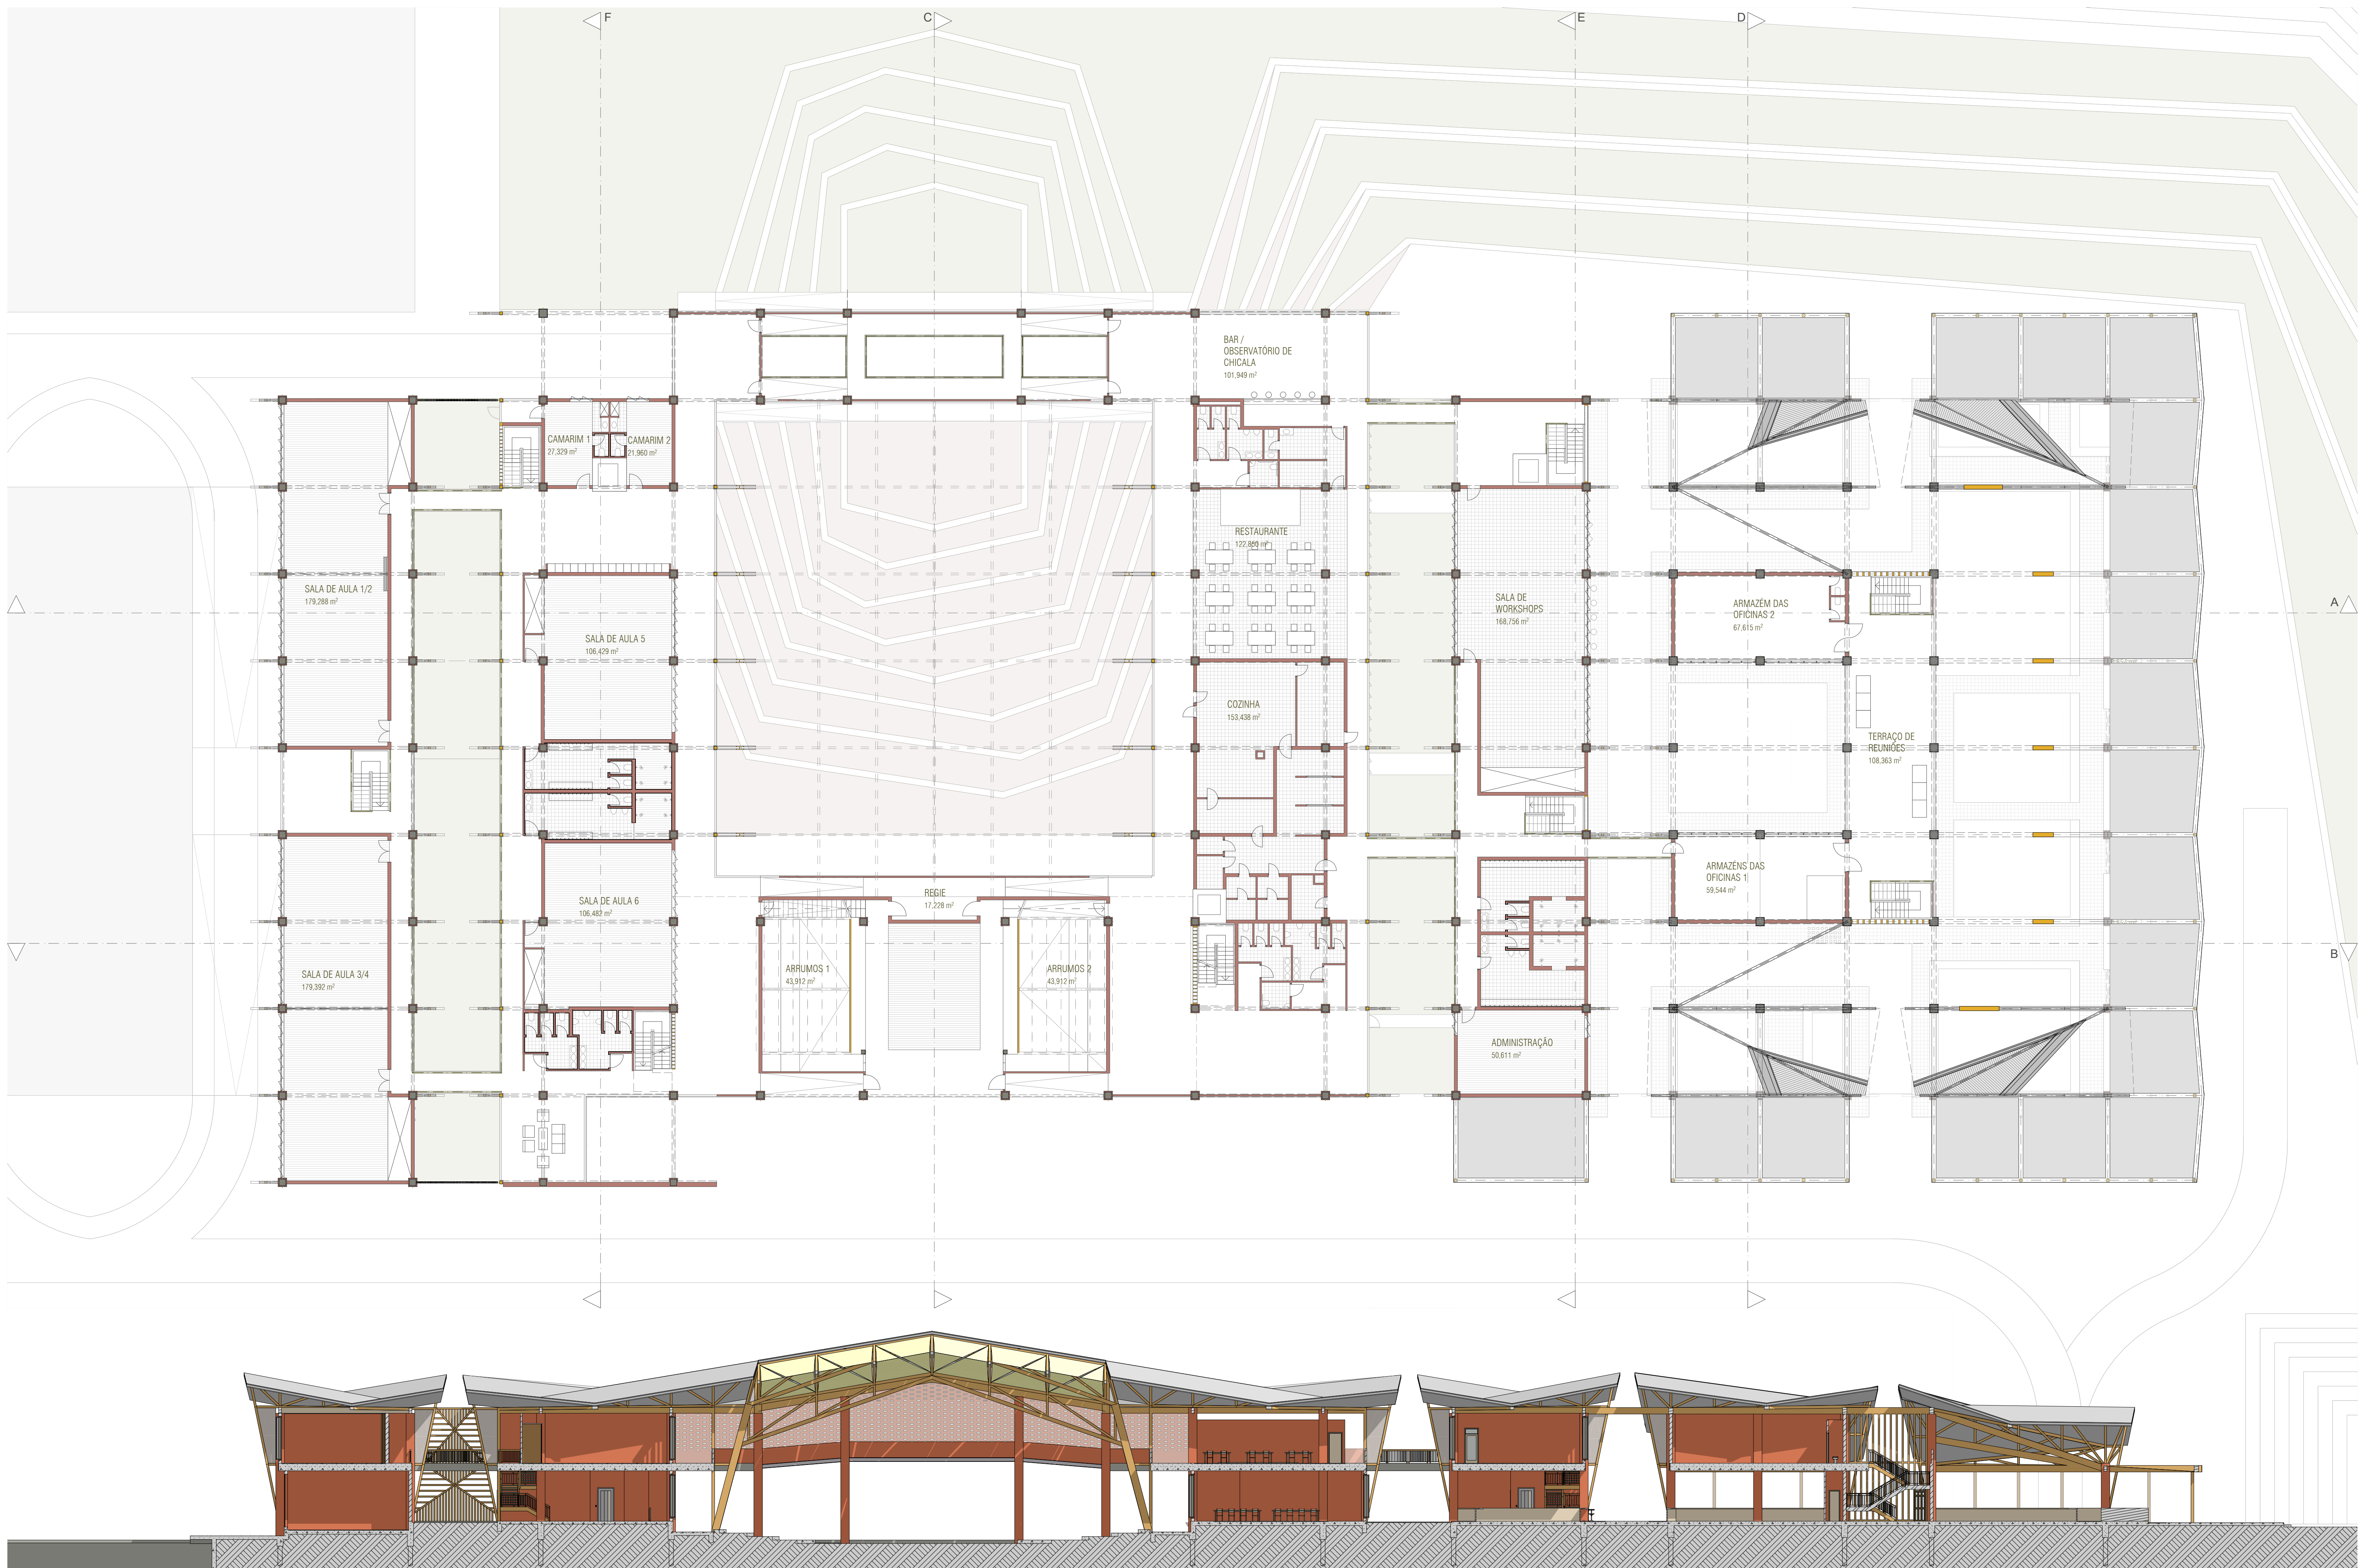 F
C
E
D
BAR /
OBSERVATÓRIO DE
CHICALA
101,949 m²
CAMARIM 1
27,329 m²
CAMARIM 2
21,960 m²
RESTAURANTE
122,850 m²
SALA DE AULA 1/2
179,288 m²
SALA DE
WORKSHOPS
168,756 m²
ARMAZÉM DAS
OFICINAS 2
67,615 m²
A
SALA DE AULA 5
106,429 m²
COZINHA
153,438 m²
TERRAÇO DE
REUNIÕES
108,363 m²
ARMAZÉNS DAS
OFICINAS 1
59,544 m²
REGIE
17,228 m²
SALA DE AULA 6
106,482 m²
B
SALA DE AULA 3/4
179,392 m²
ARRUMOS 1
43,912 m²
ARRUMOS 2
43,912 m²
ADMINISTRAÇÃO
50,611 m²